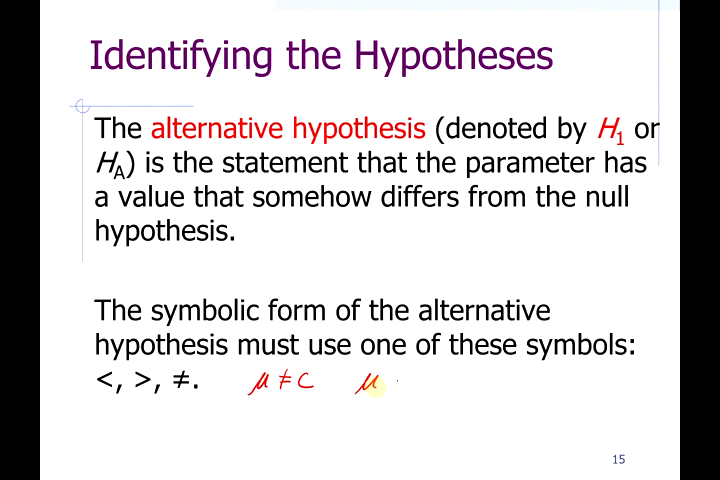 Identifying the Hypotheses
The alternative hypothesis (denoted by H₁ or
H_A) is the statement that the parameter has
a value that somehow differs from the null
hypothesis.
The symbolic form of the alternative
hypothesis must use one of these symbols:
<, >, ≠. μ ≠ c μ
15